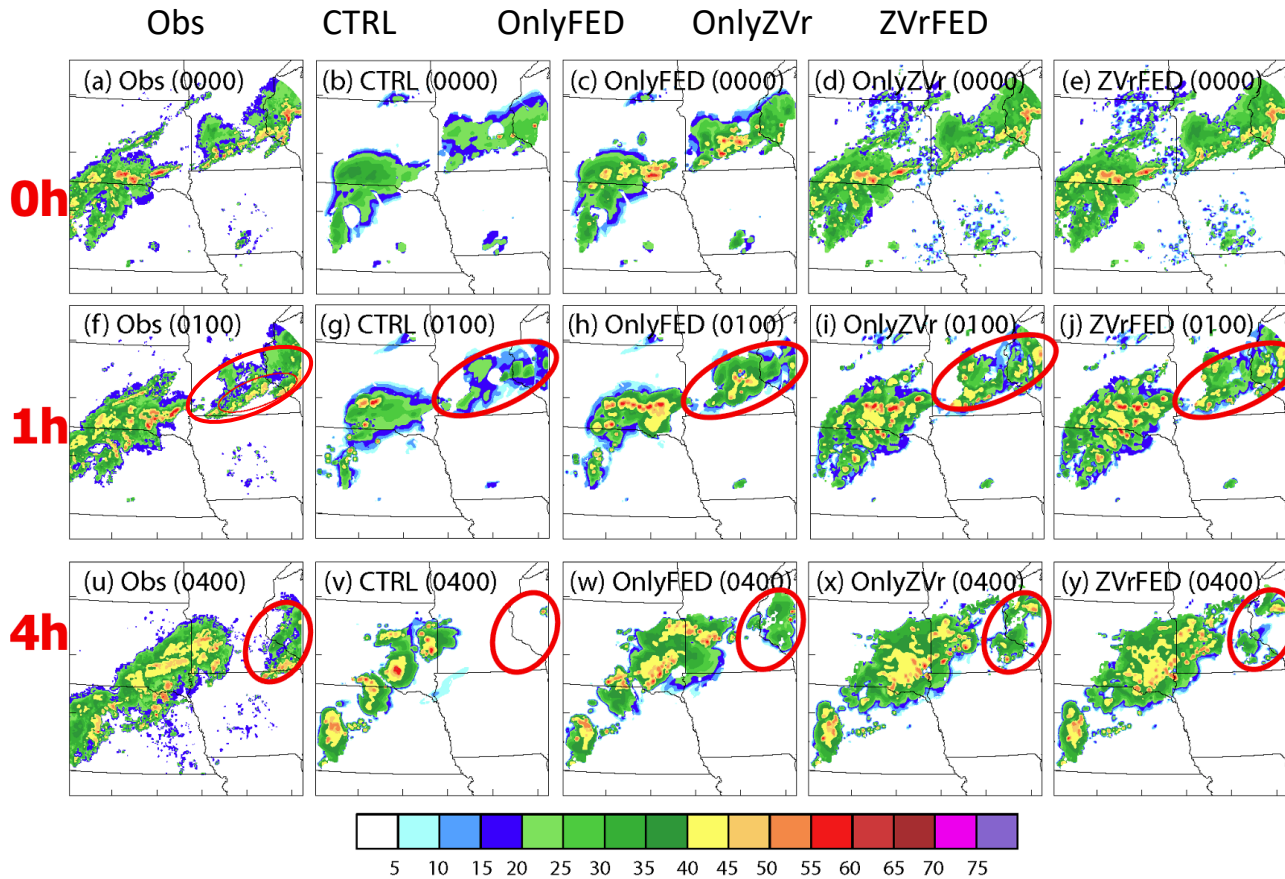 Obs CTRL OnlyFED OnlyZVr ZVrFED
(a) Obs (0000) (b) CTRL (0000) (c) OnlyFED (0000) (d) OnlyZVr (0000) (e) ZVrFED (0000)
0h
(f) Obs (0100) (g) CTRL (0100) (h) OnlyFED (0100) (i) OnlyZVr (0100) (j) ZVrFED (0100)
1h
(u) Obs (0400) (v) CTRL (0400) (w) OnlyFED (0400) (x) OnlyZVr (0400) (y) ZVrFED (0400)
4h
5 10 15 20 25 30 35 40 45 50 55 60 65 70 75